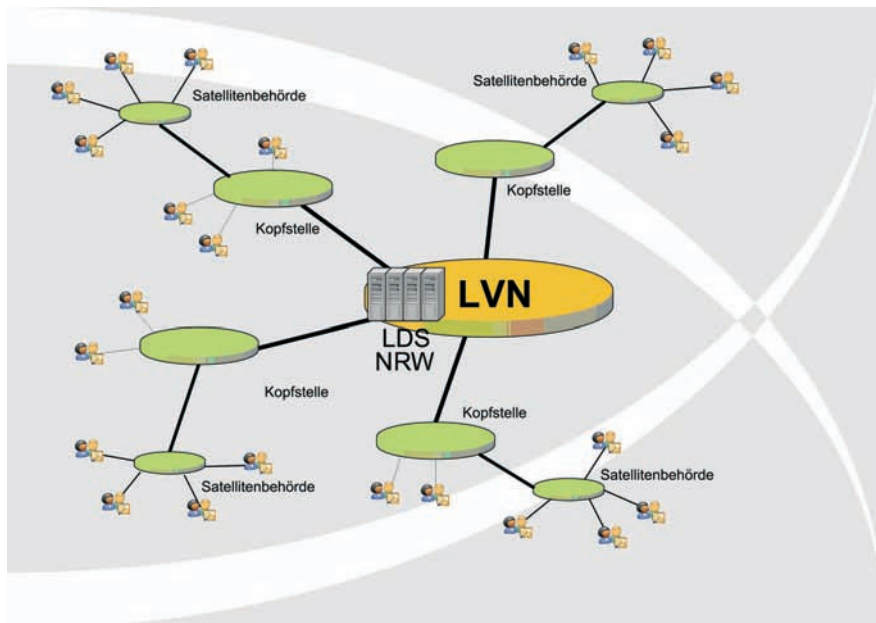 Satellitenbehörde
Satellitenbehörde
Kopfstelle
Kopfstelle
LVN
LDS
NRW
Kopfstelle
Kopfstelle
Satellitenbehörde
Satellitenbehörde